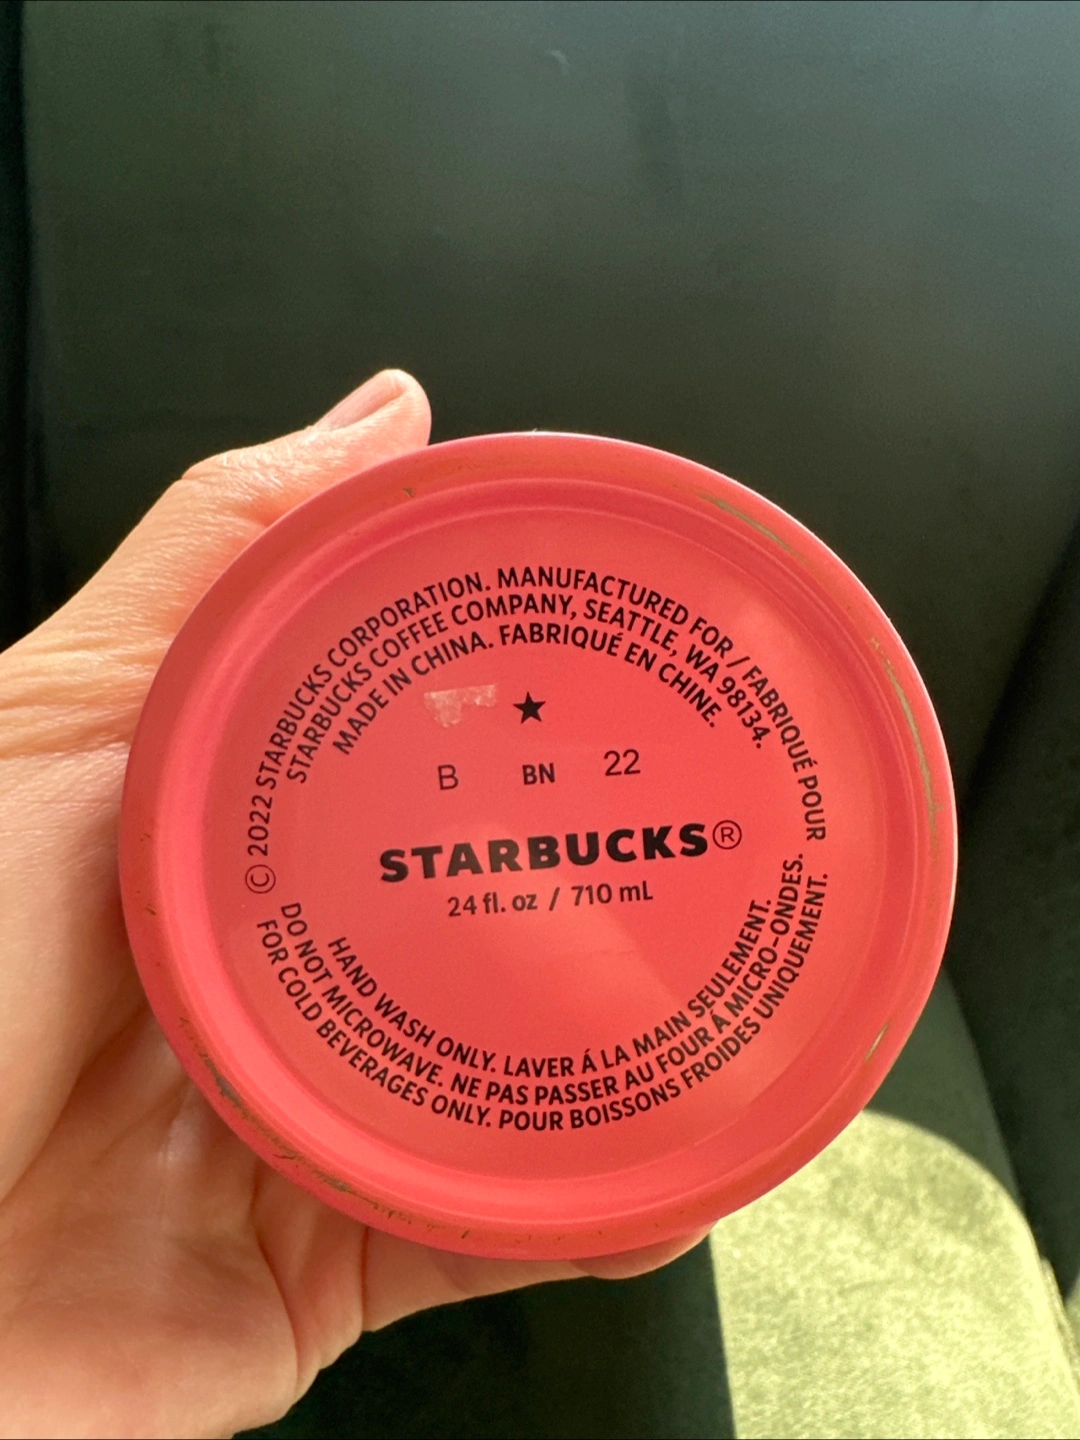 © 2022 STARBUCKS CORPORATION. MANUFACTURED FOR / FABRIQUÉ POUR
STARBUCKS COFFEE COMPANY, SEATTLE, WA 98134.
MADE IN CHINA. FABRIQUÉ EN CHINE.
★
B BN 22
STARBUCKS®
24 fl. oz / 710 mL
HAND WASH ONLY. LAVER Á LA MAIN SEULEMENT.
DO NOT MICROWAVE. NE PAS PASSER AU FOUR Á MICRO-ONDES.
FOR COLD BEVERAGES ONLY. POUR BOISSONS FROIDES UNIQUEMENT.